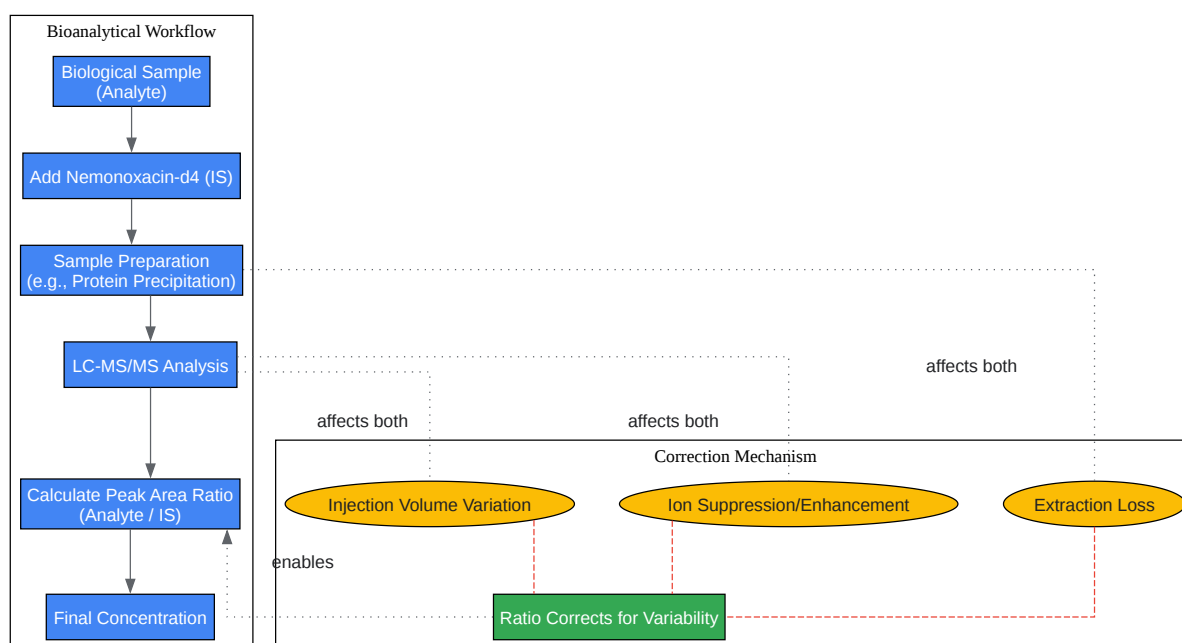 Bioanalytical Workflow
Biological Sample
(Analyte)
Add Nemonoxacin-d4 (IS)
Sample Preparation
(e.g., Protein Precipitation)
LC-MS/MS Analysis
affects both
affects both
affects both
Correction Mechanism
Calculate Peak Area Ratio
(Analyte / IS)
Injection Volume Variation
Ion Suppression/Enhancement
Extraction Loss
enables
Final Concentration
Ratio Corrects for Variability